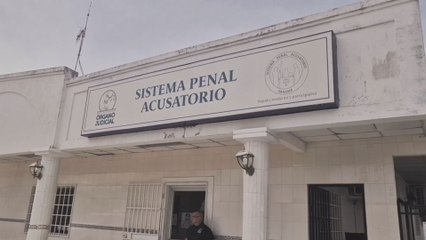 SISTEMA PENAL
ACUSATORIO
ÓRGANO
JUDICIAL